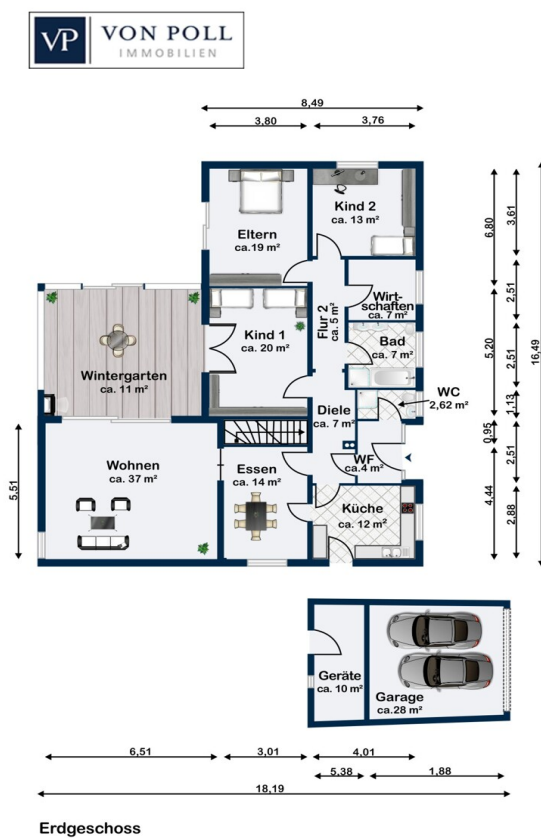 VP VON POLL
IMMOBILIEN
8,49
3,80 3,76
Eltern
ca.19 m²
Kind 2
ca. 13 m²
6,80
3,61
16,49
Wirt-
schaften
ca. 7 m²
2,51
Flur 2
ca. 5 m²
Kind 1
ca. 20 m²
5,20
Bad
ca. 7 m²
2,51
Wintergarten
ca. 11 m²
WC
2,62 m²
1,13
Diele
ca. 7 m²
0,95
5,51
Wohnen
ca. 37 m²
Essen
ca. 14 m²
WF
ca.4 m²
2,51
4,44
Küche
ca. 12 m²
2,88
Geräte
ca. 10 m²
Garage
ca.28 m²
6,51 3,01 4,01
5,38 1,88
18,19
Erdgeschoss